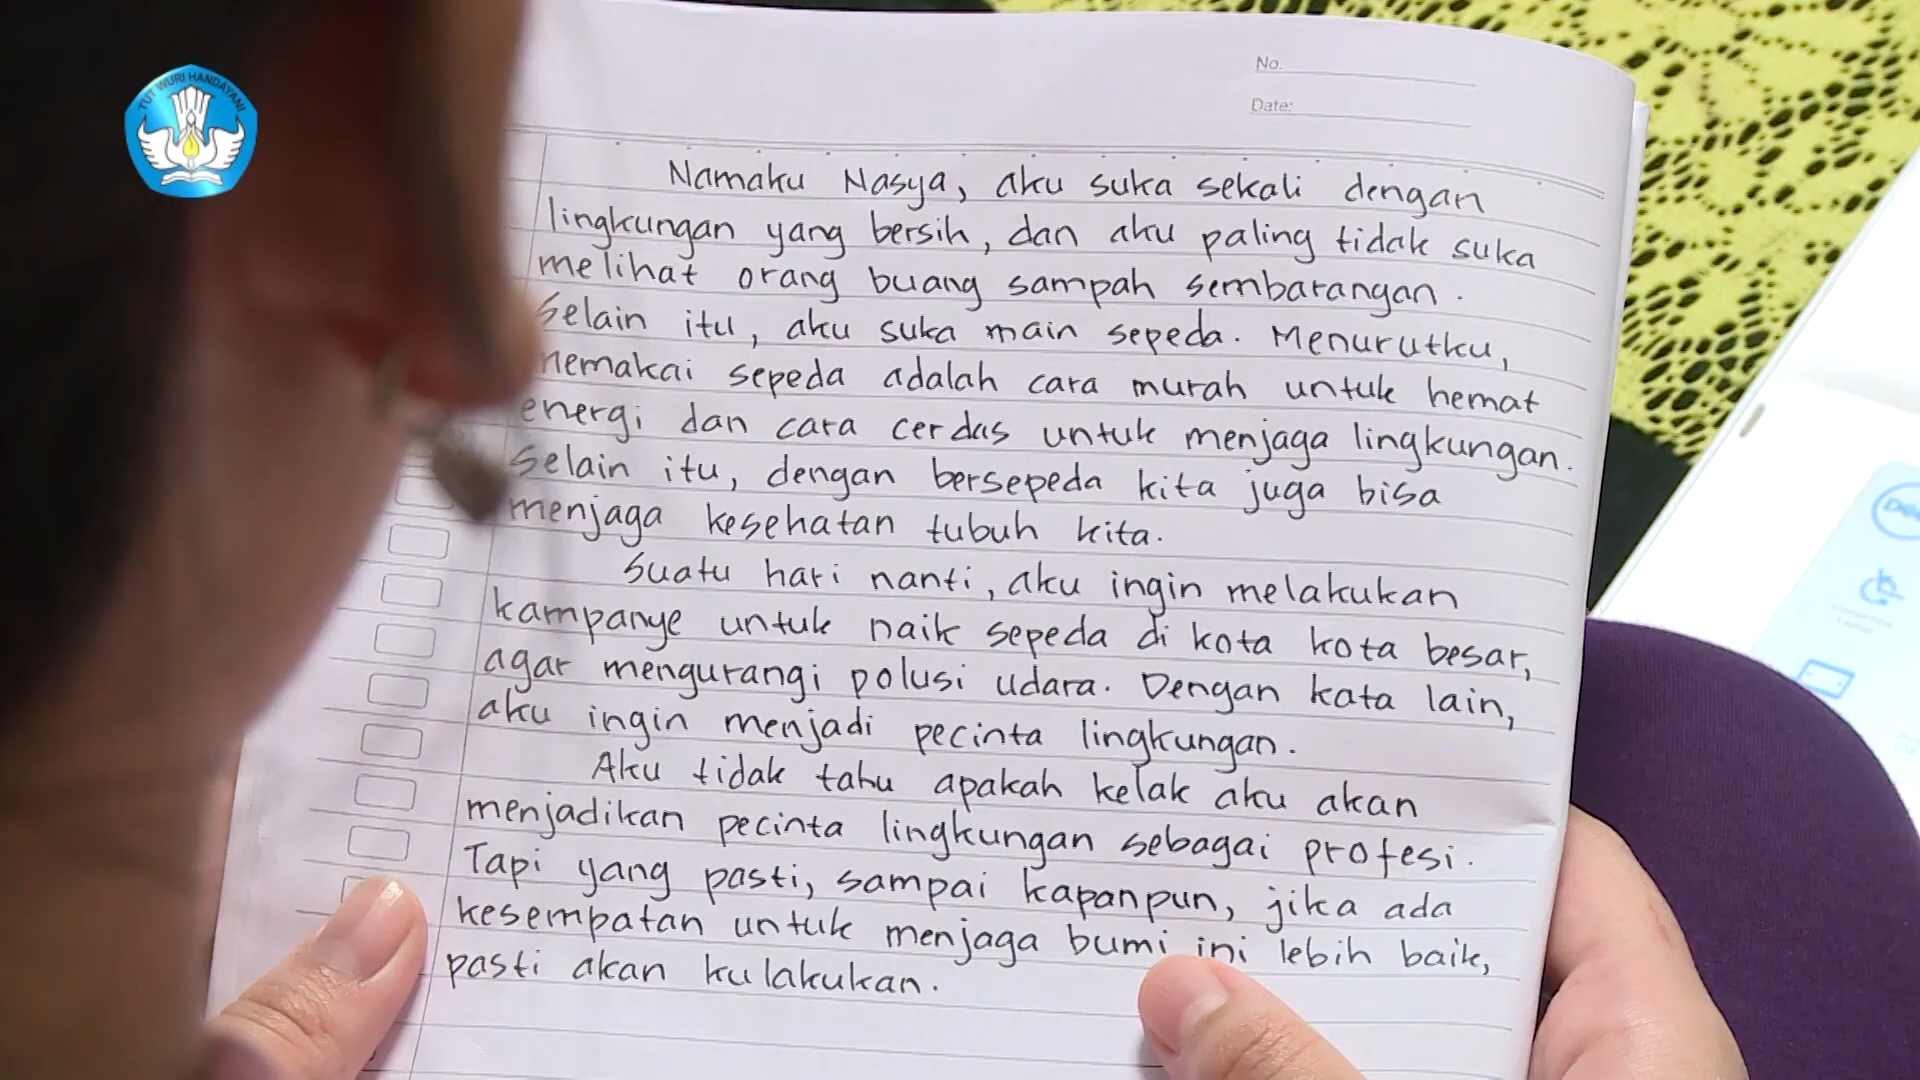 TUT WURI HANDAYANI
No.
Date:
Namaku Nasya, aku suka sekali dengan
lingkungan yang bersih, dan aku paling tidak suka
melihat orang buang sampah sembarangan.
Selain itu, aku suka main sepeda. Menurutku,
memakai sepeda adalah cara murah untuk hemat
energi dan cara cerdas untuk menjaga lingkungan.
Selain itu, dengan bersepeda kita juga bisa
menjaga kesehatan tubuh kita.
Suatu hari nanti, aku ingin melakukan
kampanye untuk naik sepeda di kota kota besar,
agar mengurangi polusi udara. Dengan kata lain,
aku ingin menjadi pecinta lingkungan.
Aku tidak tahu apakah kelak aku akan
menjadikan pecinta lingkungan sebagai profesi.
Tapi yang pasti, sampai kapanpun, jika ada
kesempatan untuk menjaga bumi ini lebih baik,
pasti akan kulakukan.